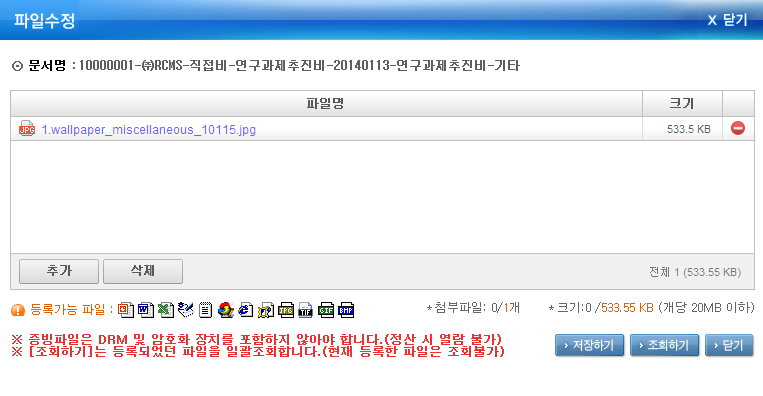 파일수정
X 닫기
⊙ 문서명 : 10000001-㈜RCMS-직접비-연구과제추진비-20140113-연구과제추진비-기타
파일명 크기
JPG 1.wallpaper_miscellaneous_10115.jpg 533.5 KB
추가 삭제 전체 1 (533.55 KB)
등록가능 파일 : JPG TIF GIF BMP * 첨부파일: 0/1개 * 크기:0 /533.55 KB (개당 20MB 이하)
※ 증빙파일은 DRM 및 암호화 장치를 포함하지 않아야 합니다.(정산 시 열람 불가)
※ [조회하기]는 등록되었던 파일을 일괄조회합니다.(현재 등록한 파일은 조회불가)
저장하기 조회하기 닫기